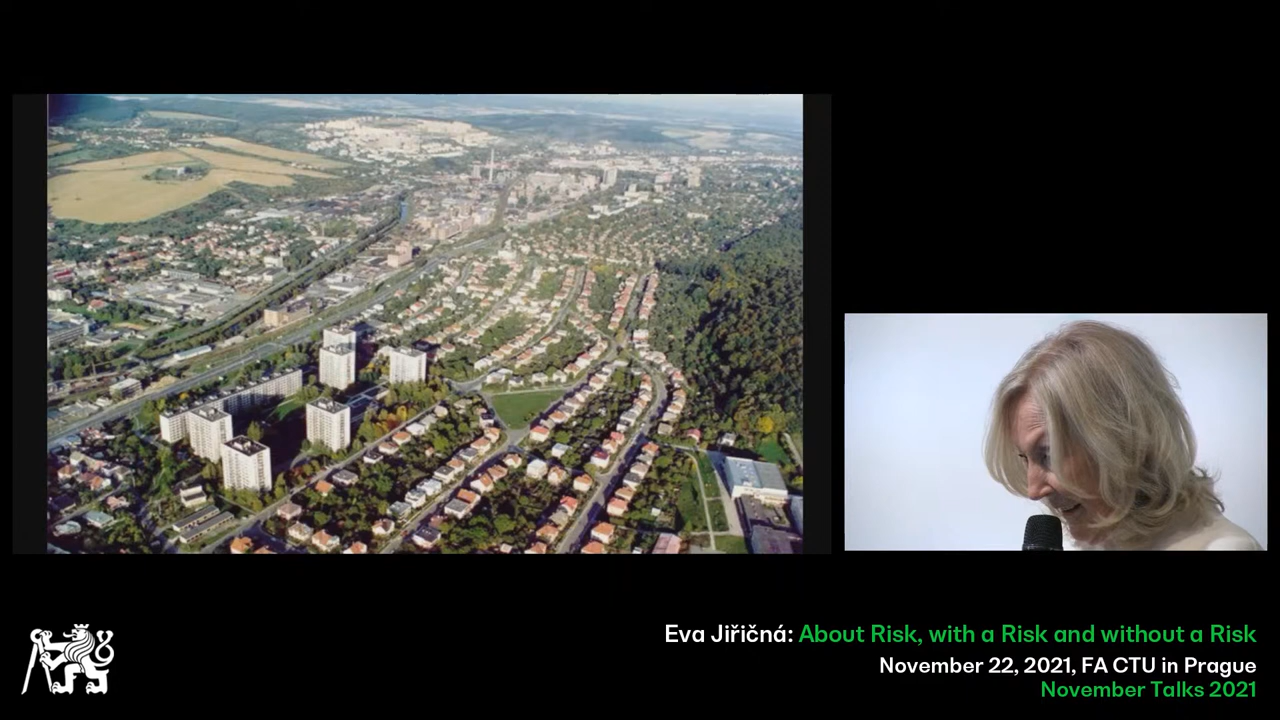 Eva Jiřičná: About Risk, with a Risk and without a Risk
November 22, 2021, FA CTU in Prague
November Talks 2021